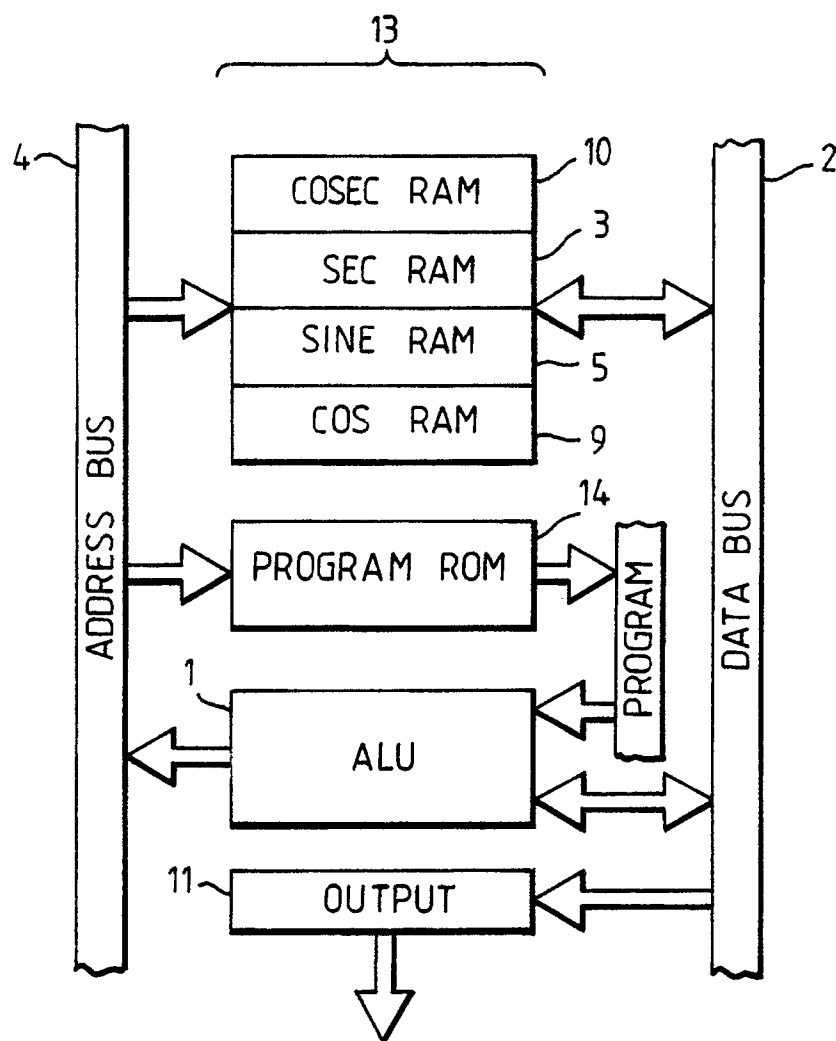 13
4
10
2
COSEC RAM
3
SEC RAM
SINE RAM
5
COS RAM
9
ADDRESS BUS
14
PROGRAM ROM
PROGRAM
DATA BUS
1
ALU
11
OUTPUT